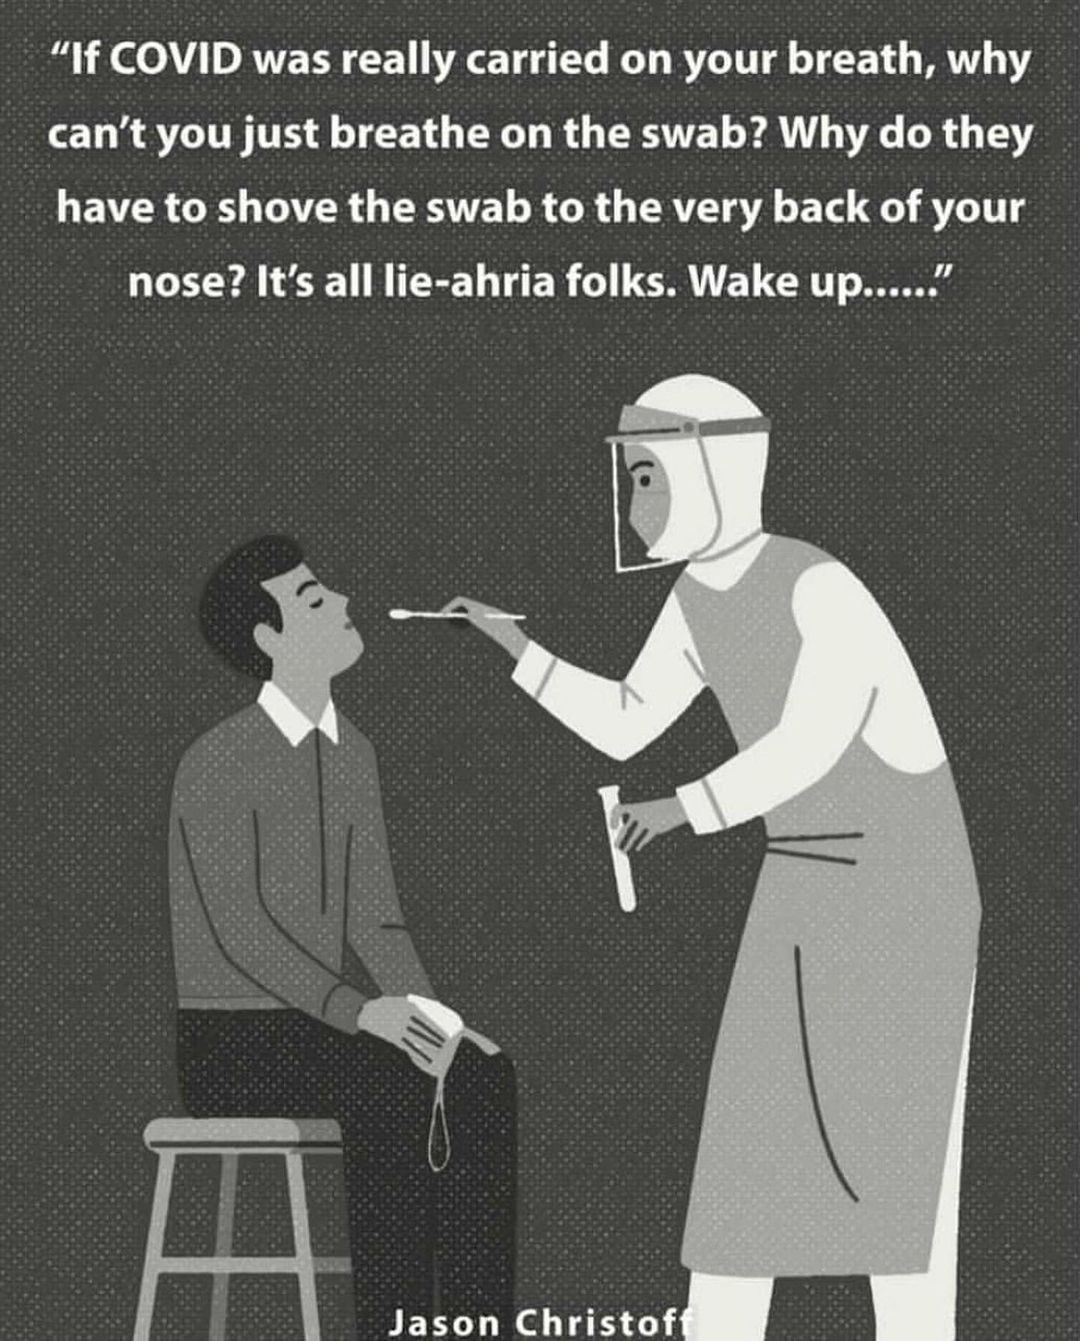 “If COVID was really carried on your breath, why
can’t you just breathe on the swab? Why do they
have to shove the swab to the very back of your
nose? It’s all lie-ahria folks. Wake up......”
Jason Christoff